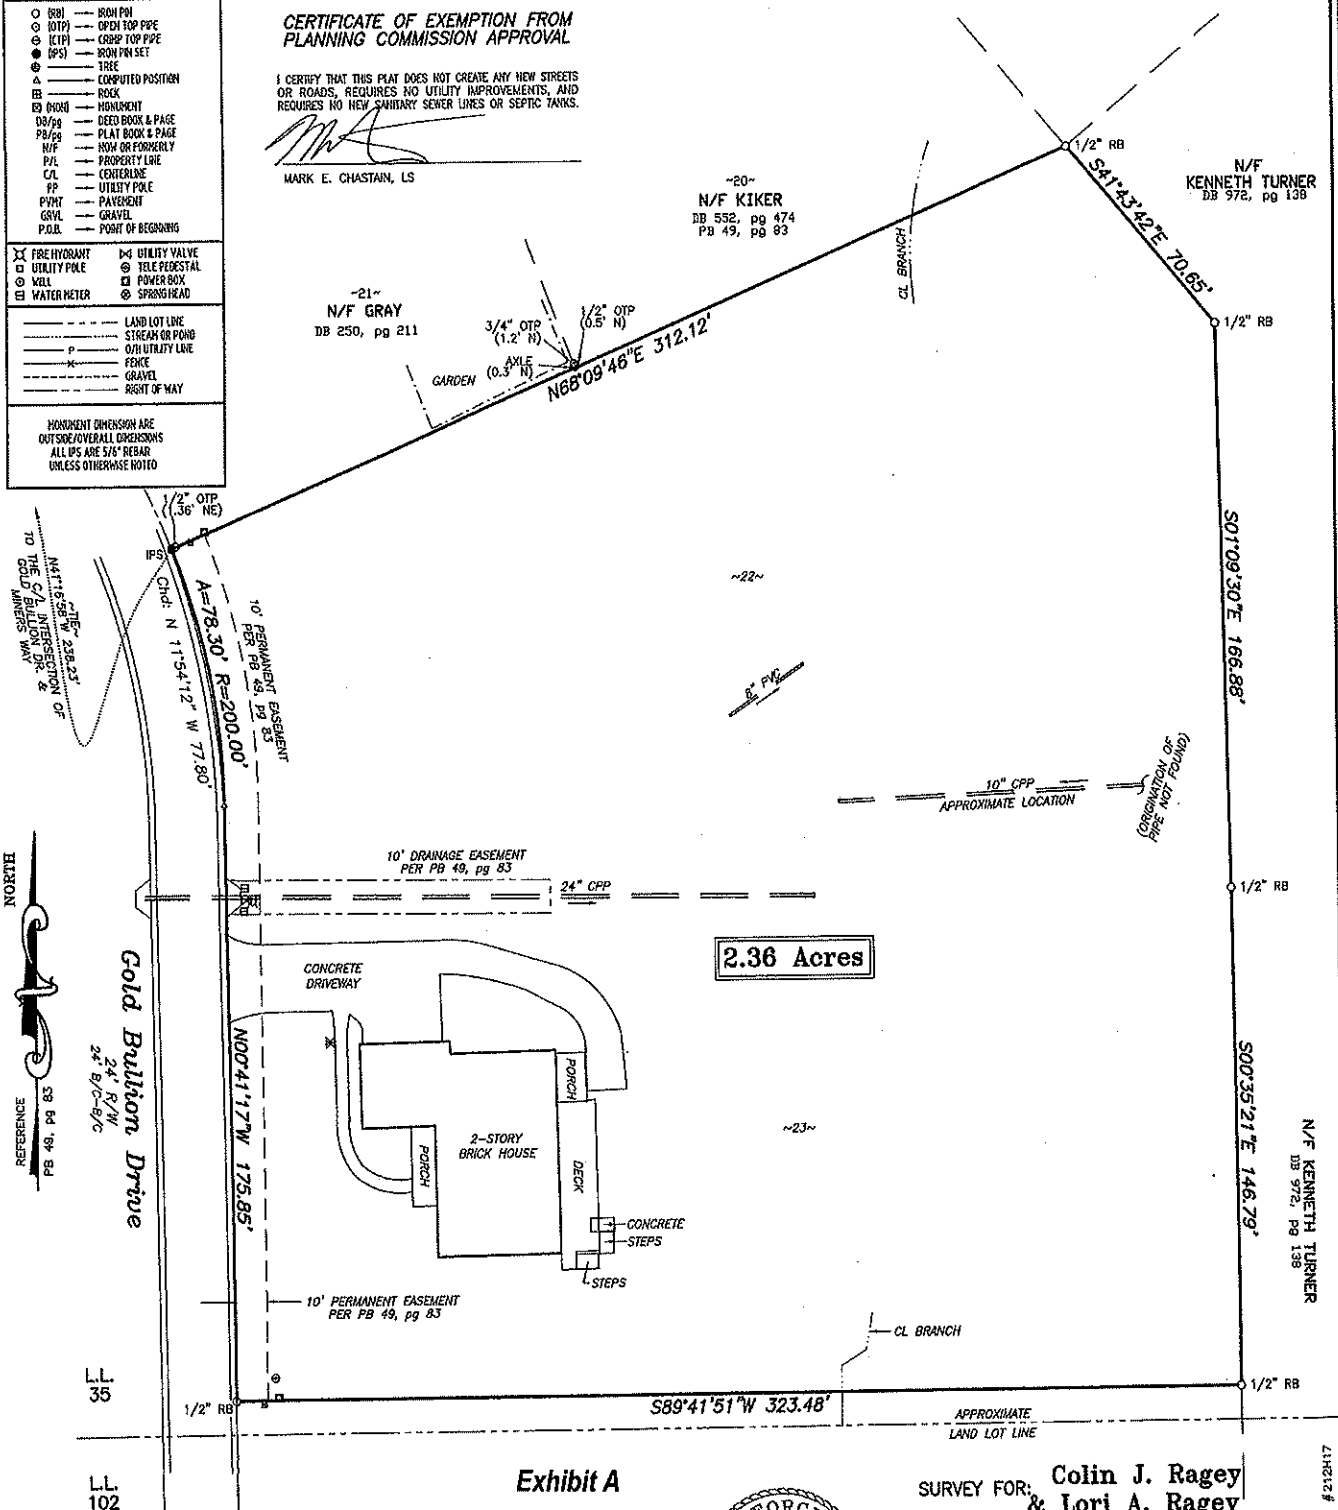 (RB) IRON PIN
(OTP) OPEN TOP PIPE
(CTP) CRIMP TOP PIPE
(IPS) IRON PIN SET
TREE
COMPUTED POSITION
ROCK
(MON) MONUMENT
DB/pg DEED BOOK & PAGE
PB/pg PLAT BOOK & PAGE
N/F NOW OR FORMERLY
P/L PROPERTY LINE
C/L CENTERLINE
PP UTILITY POLE
PVMT PAVEMENT
GRVL GRAVEL
P.O.B. POINT OF BEGINNING
FIRE HYDRANT
UTILITY POLE
WELL
WATER METER
UTILITY VALVE
TELE PEDESTAL
POWER BOX
SPRINGHEAD
LAND LOT LINE
STREAM OR POND
P O/H UTILITY LINE
X FENCE
GRAVEL
RIGHT OF WAY
MONUMENT DIMENSION ARE
OUTSIDE/OVERALL DIMENSIONS
ALL IPS ARE 5/8" REBAR
UNLESS OTHERWISE NOTED
CERTIFICATE OF EXEMPTION FROM
PLANNING COMMISSION APPROVAL
I CERTIFY THAT THIS PLAT DOES NOT CREATE ANY NEW STREETS
OR ROADS, REQUIRES NO UTILITY IMPROVEMENTS, AND
REQUIRES NO NEW SANITARY SEWER LINES OR SEPTIC TANKS.
MARK E. CHASTAIN, LS
~20~
N/F KIKER
DB 552, pg 474
PB 49, pg 83
CL BRANCH
1/2" RB
N/F
KENNETH TURNER
DB 972, pg 138
S41°43'42"E 70.65'
1/2" RB
~21~
N/F GRAY
DB 250, pg 211
3/4" OTP
(1.2' N)
1/2" OTP
(0.5' N)
AXLE
(0.3' N)
GARDEN
N68°09'46"E 312.12'
1/2" OTP
(.36' NE)
IPS
~TIE~
N41°15'58"W 238.23'
TO THE C/L INTERSECTION OF
GOLD BULLION DR. &
MINERS WAY
A=78.30' R=200.00'
Chd: N 11°54'12" W 77.80'
10' PERMANENT EASEMENT
PER PB 49, pg 83
~22~
8" PVC
S01°09'30"E 166.88'
10" CPP
APPROXIMATE LOCATION
(ORIGINATION OF
PIPE NOT FOUND)
10' DRAINAGE EASEMENT
PER PB 49, pg 83
24" CPP
1/2" RB
NORTH
REFERENCE
PB 49, pg 83
Gold Bullion Drive
24' R/W
24' B/C-B/C
2.36 Acres
CONCRETE
DRIVEWAY
N00°41'17"W 175.85'
PORCH
2-STORY
BRICK HOUSE
PORCH
DECK
CONCRETE
STEPS
STEPS
~23~
S00°35'21"E 146.79'
N/F KENNETH TURNER
DB 972, pg 138
10' PERMANENT EASEMENT
PER PB 49, pg 83
CL BRANCH
L.L.
35
1/2" RB
S89°41'51"W 323.48'
1/2" RB
APPROXIMATE
LAND LOT LINE
L.L.
102
Exhibit A
SURVEY FOR: Colin J. Ragey
& Lori A. Ragey
#212H17